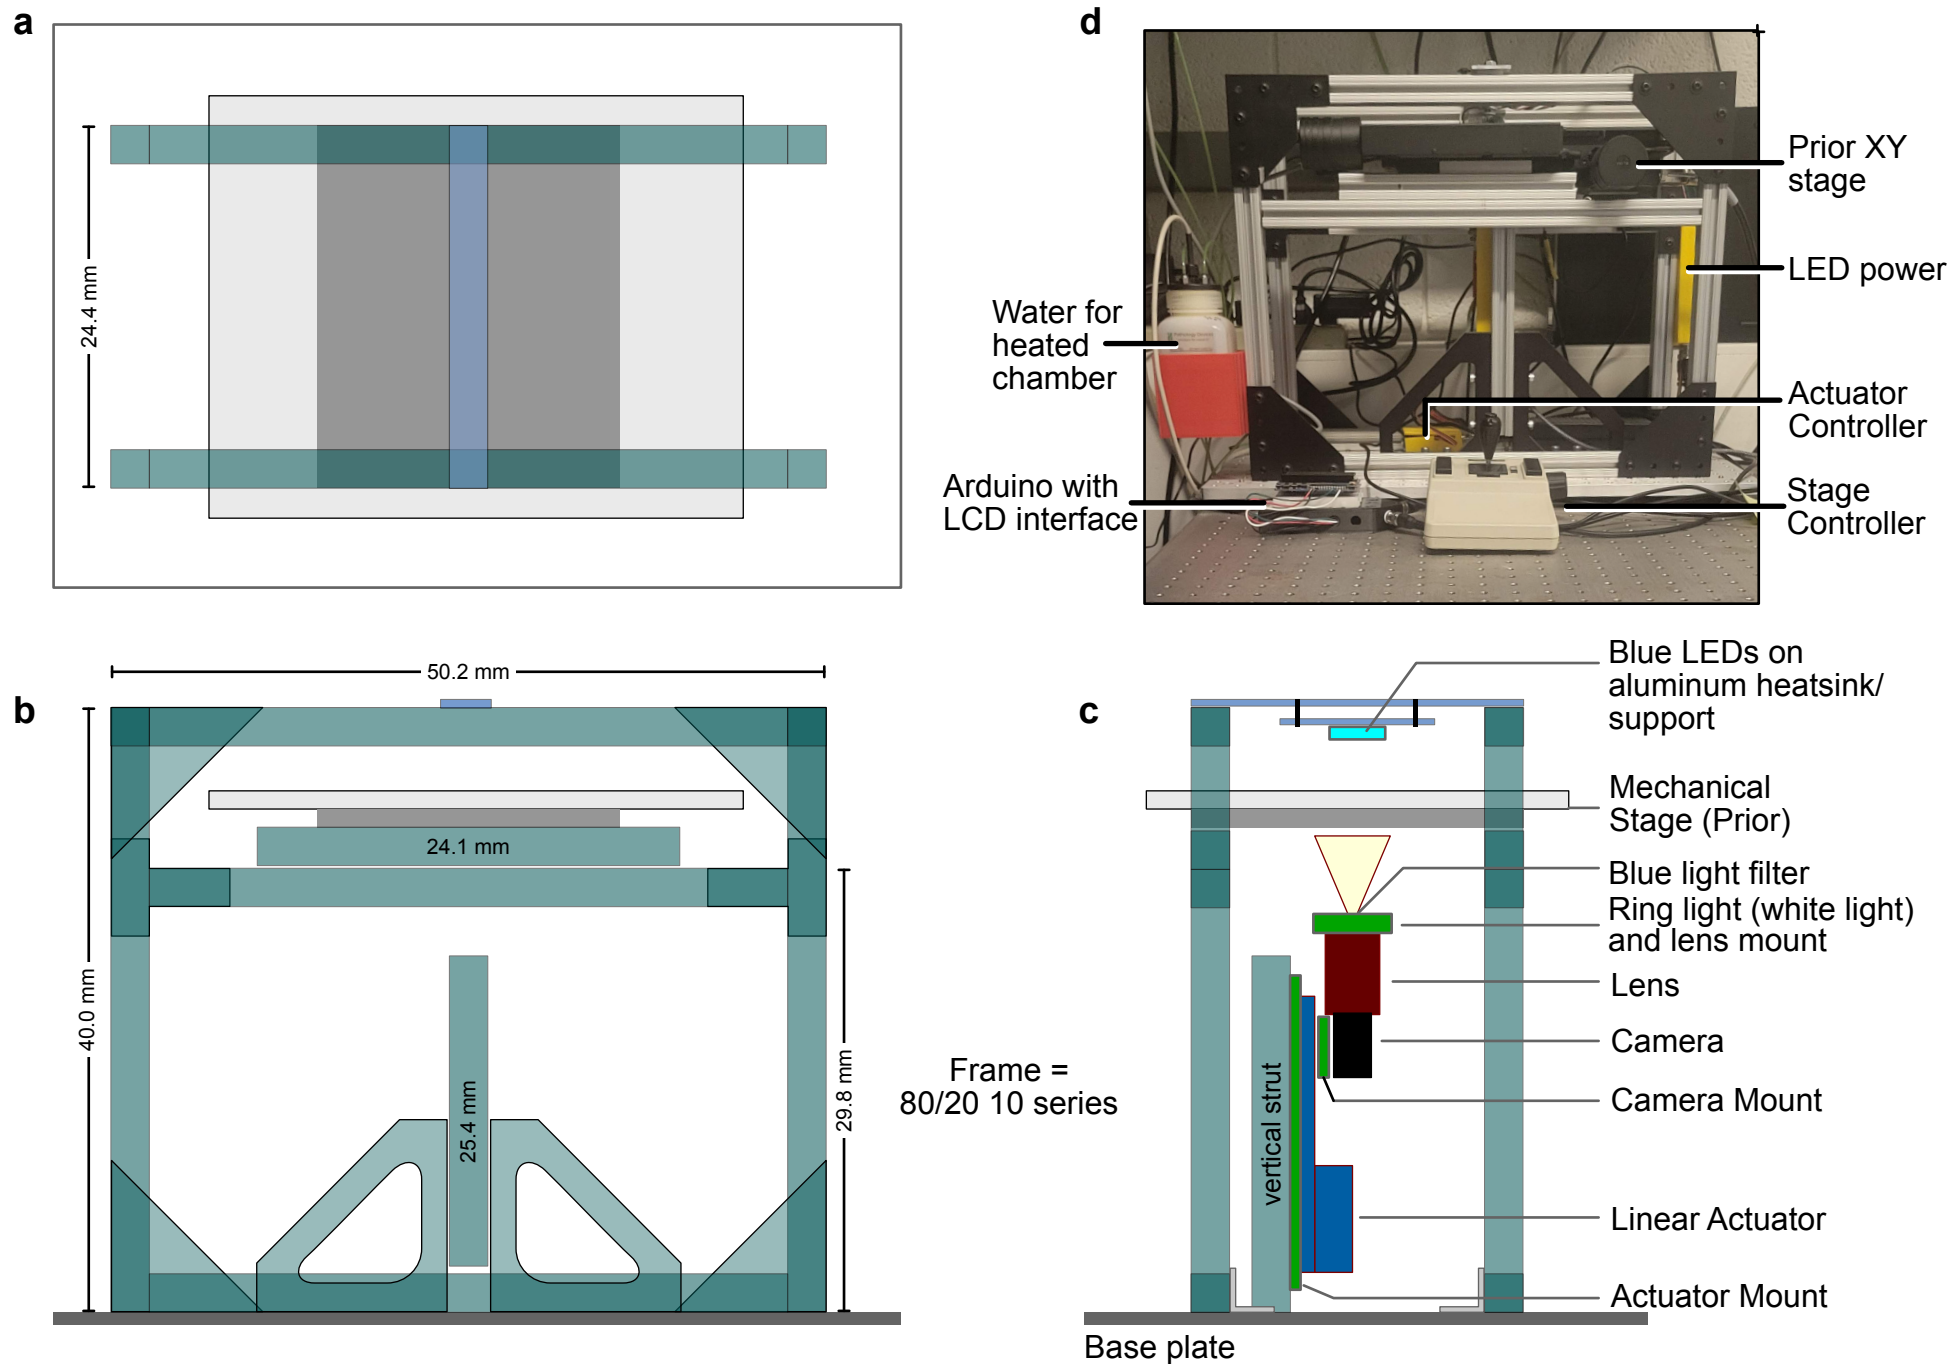 a
24.4 mm
d
Prior XY
stage
LED power
Water for
heated
chamber
Actuator
Controller
Arduino with
LCD interface
Stage
Controller
b
50.2 mm
24.1 mm
40.0 mm
25.4 mm
29.8 mm
Frame =
80/20 10 series
c
Blue LEDs on
aluminum heatsink/
support
Mechanical
Stage (Prior)
Blue light filter
Ring light (white light)
and lens mount
Lens
Camera
Camera Mount
vertical strut
Linear Actuator
Actuator Mount
Base plate